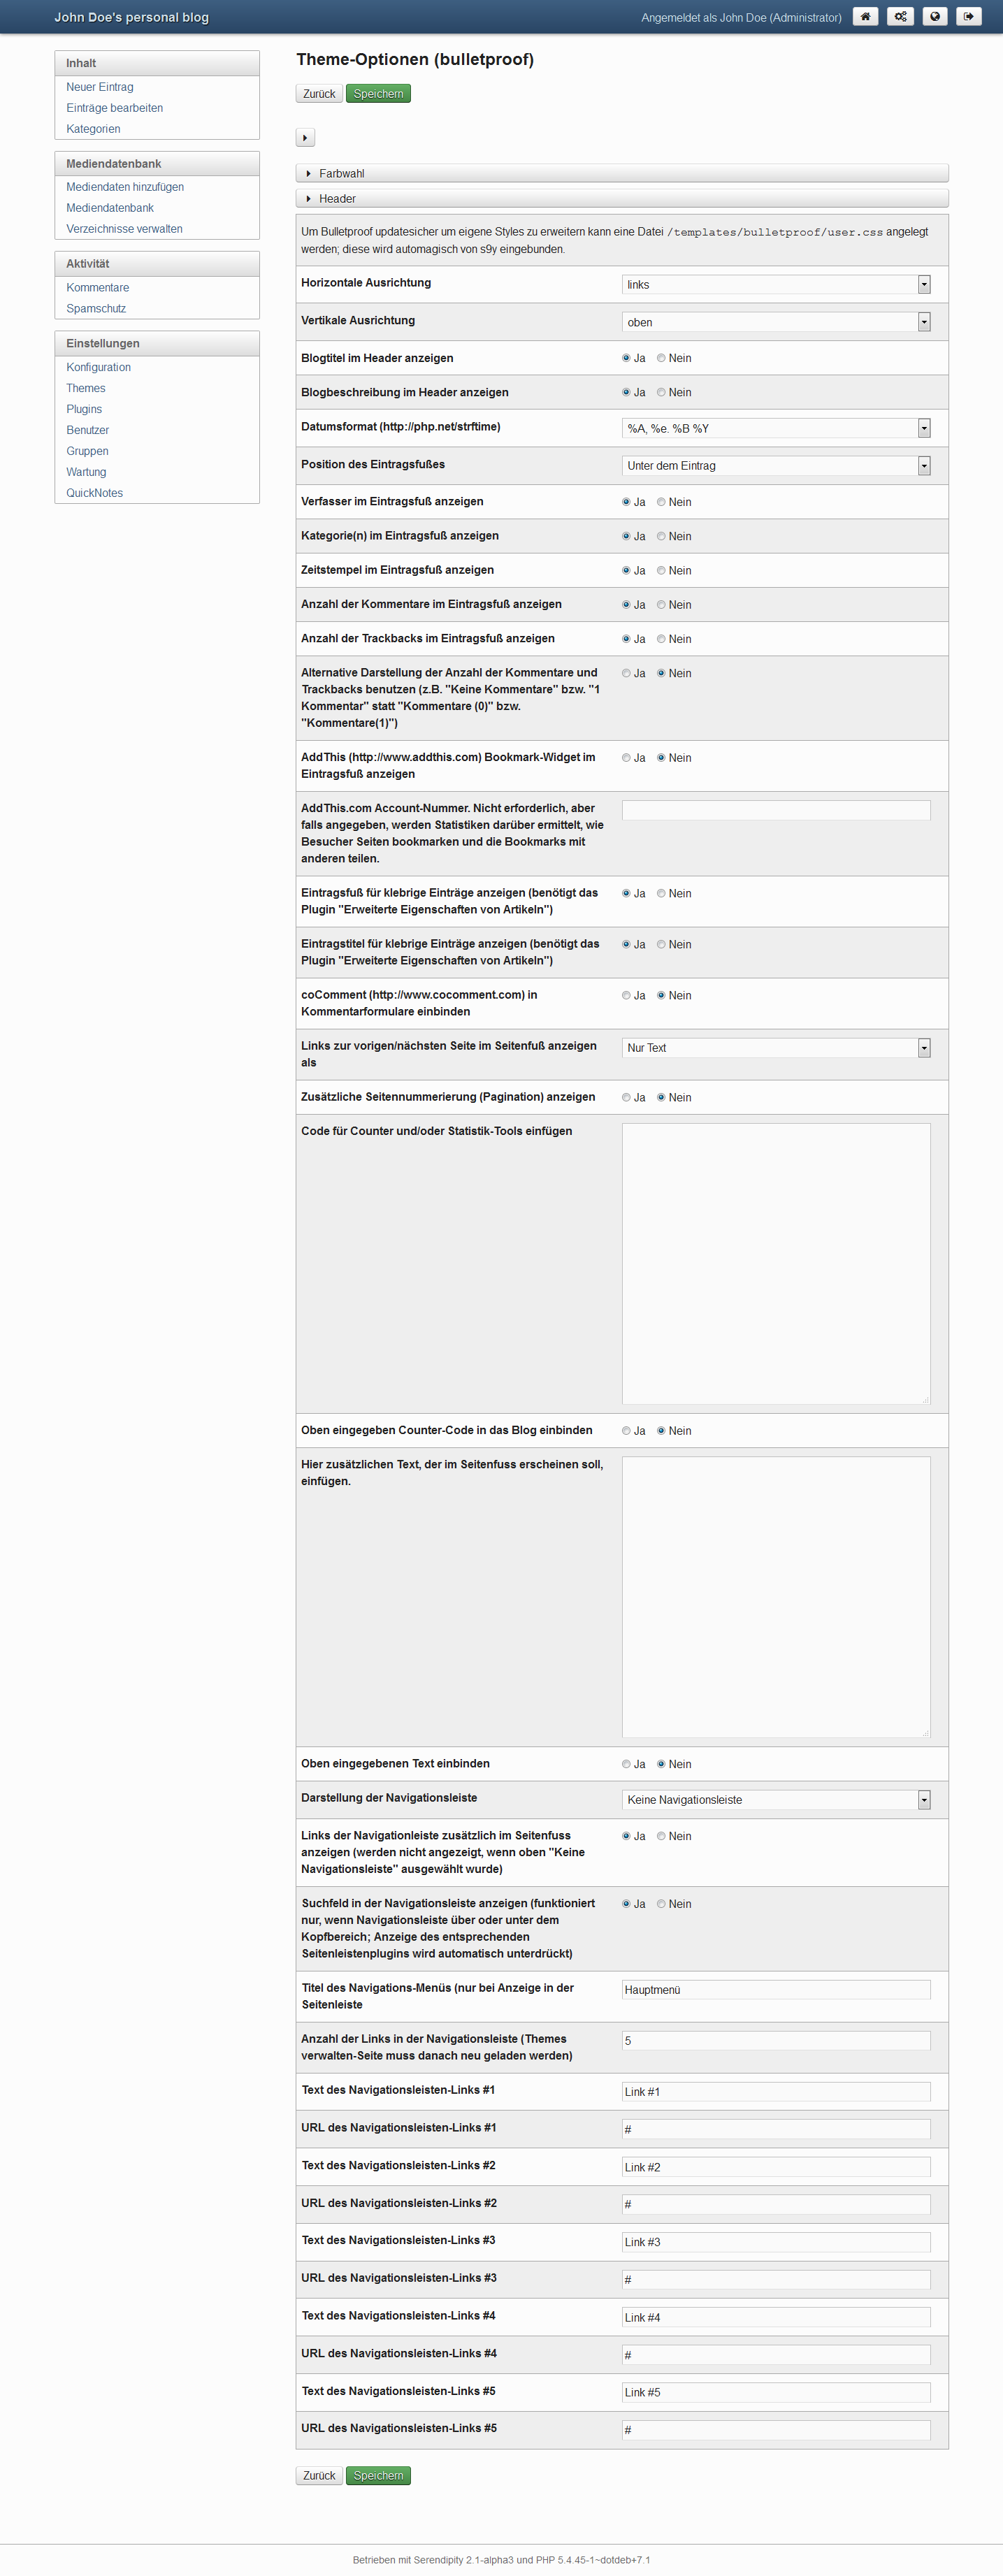 John Doe's personal blog
Angemeldet als John Doe (Administrator)
Inhalt
Neuer Eintrag
Einträge bearbeiten
Kategorien
Mediendatenbank
Mediendaten hinzufügen
Mediendatenbank
Verzeichnisse verwalten
Aktivität
Kommentare
Spamschutz
Einstellungen
Konfiguration
Themes
Plugins
Benutzer
Gruppen
Wartung
QuickNotes
Theme-Optionen (bulletproof)
Zurück Speichern
Farbwahl
Header
Um Bulletproof updatesicher um eigene Styles zu erweitern kann eine Datei /templates/bulletproof/user.css angelegt
werden; diese wird automagisch von s9y eingebunden.
Horizontale Ausrichtung links
Vertikale Ausrichtung oben
Blogtitel im Header anzeigen Ja Nein
Blogbeschreibung im Header anzeigen Ja Nein
Datumsformat (http://php.net/strftime) %A, %e. %B %Y
Position des Eintragsfußes Unter dem Eintrag
Verfasser im Eintragsfuß anzeigen Ja Nein
Kategorie(n) im Eintragsfuß anzeigen Ja Nein
Zeitstempel im Eintragsfuß anzeigen Ja Nein
Anzahl der Kommentare im Eintragsfuß anzeigen Ja Nein
Anzahl der Trackbacks im Eintragsfuß anzeigen Ja Nein
Alternative Darstellung der Anzahl der Kommentare und Ja Nein
Trackbacks benutzen (z.B. "Keine Kommentare" bzw. "1
Kommentar" statt "Kommentare (0)" bzw.
"Kommentare(1)")
AddThis (http://www.addthis.com) Bookmark-Widget im Ja Nein
Eintragsfuß anzeigen
AddThis.com Account-Nummer. Nicht erforderlich, aber
falls angegeben, werden Statistiken darüber ermittelt, wie
Besucher Seiten bookmarken und die Bookmarks mit
anderen teilen.
Eintragsfuß für klebrige Einträge anzeigen (benötigt das Ja Nein
Plugin "Erweiterte Eigenschaften von Artikeln")
Eintragstitel für klebrige Einträge anzeigen (benötigt das Ja Nein
Plugin "Erweiterte Eigenschaften von Artikeln")
coComment (http://www.cocomment.com) in Ja Nein
Kommentarformulare einbinden
Links zur vorigen/nächsten Seite im Seitenfuß anzeigen Nur Text
als
Zusätzliche Seitennummerierung (Pagination) anzeigen Ja Nein
Code für Counter und/oder Statistik-Tools einfügen
Oben eingegeben Counter-Code in das Blog einbinden Ja Nein
Hier zusätzlichen Text, der im Seitenfuss erscheinen soll,
einfügen.
Oben eingegebenen Text einbinden Ja Nein
Darstellung der Navigationsleiste Keine Navigationsleiste
Links der Navigationleiste zusätzlich im Seitenfuss Ja Nein
anzeigen (werden nicht angezeigt, wenn oben "Keine
Navigationsleiste" ausgewählt wurde)
Suchfeld in der Navigationsleiste anzeigen (funktioniert Ja Nein
nur, wenn Navigationsleiste über oder unter dem
Kopfbereich; Anzeige des entsprechenden
Seitenleistenplugins wird automatisch unterdrückt)
Titel des Navigations-Menüs (nur bei Anzeige in der Hauptmenü
Seitenleiste
Anzahl der Links in der Navigationsleiste (Themes 5
verwalten-Seite muss danach neu geladen werden)
Text des Navigationsleisten-Links #1 Link #1
URL des Navigationsleisten-Links #1 #
Text des Navigationsleisten-Links #2 Link #2
URL des Navigationsleisten-Links #2 #
Text des Navigationsleisten-Links #3 Link #3
URL des Navigationsleisten-Links #3 #
Text des Navigationsleisten-Links #4 Link #4
URL des Navigationsleisten-Links #4 #
Text des Navigationsleisten-Links #5 Link #5
URL des Navigationsleisten-Links #5 #
Zurück Speichern
Betrieben mit Serendipity 2.1-alpha3 und PHP 5.4.45-1~dotdeb+7.1